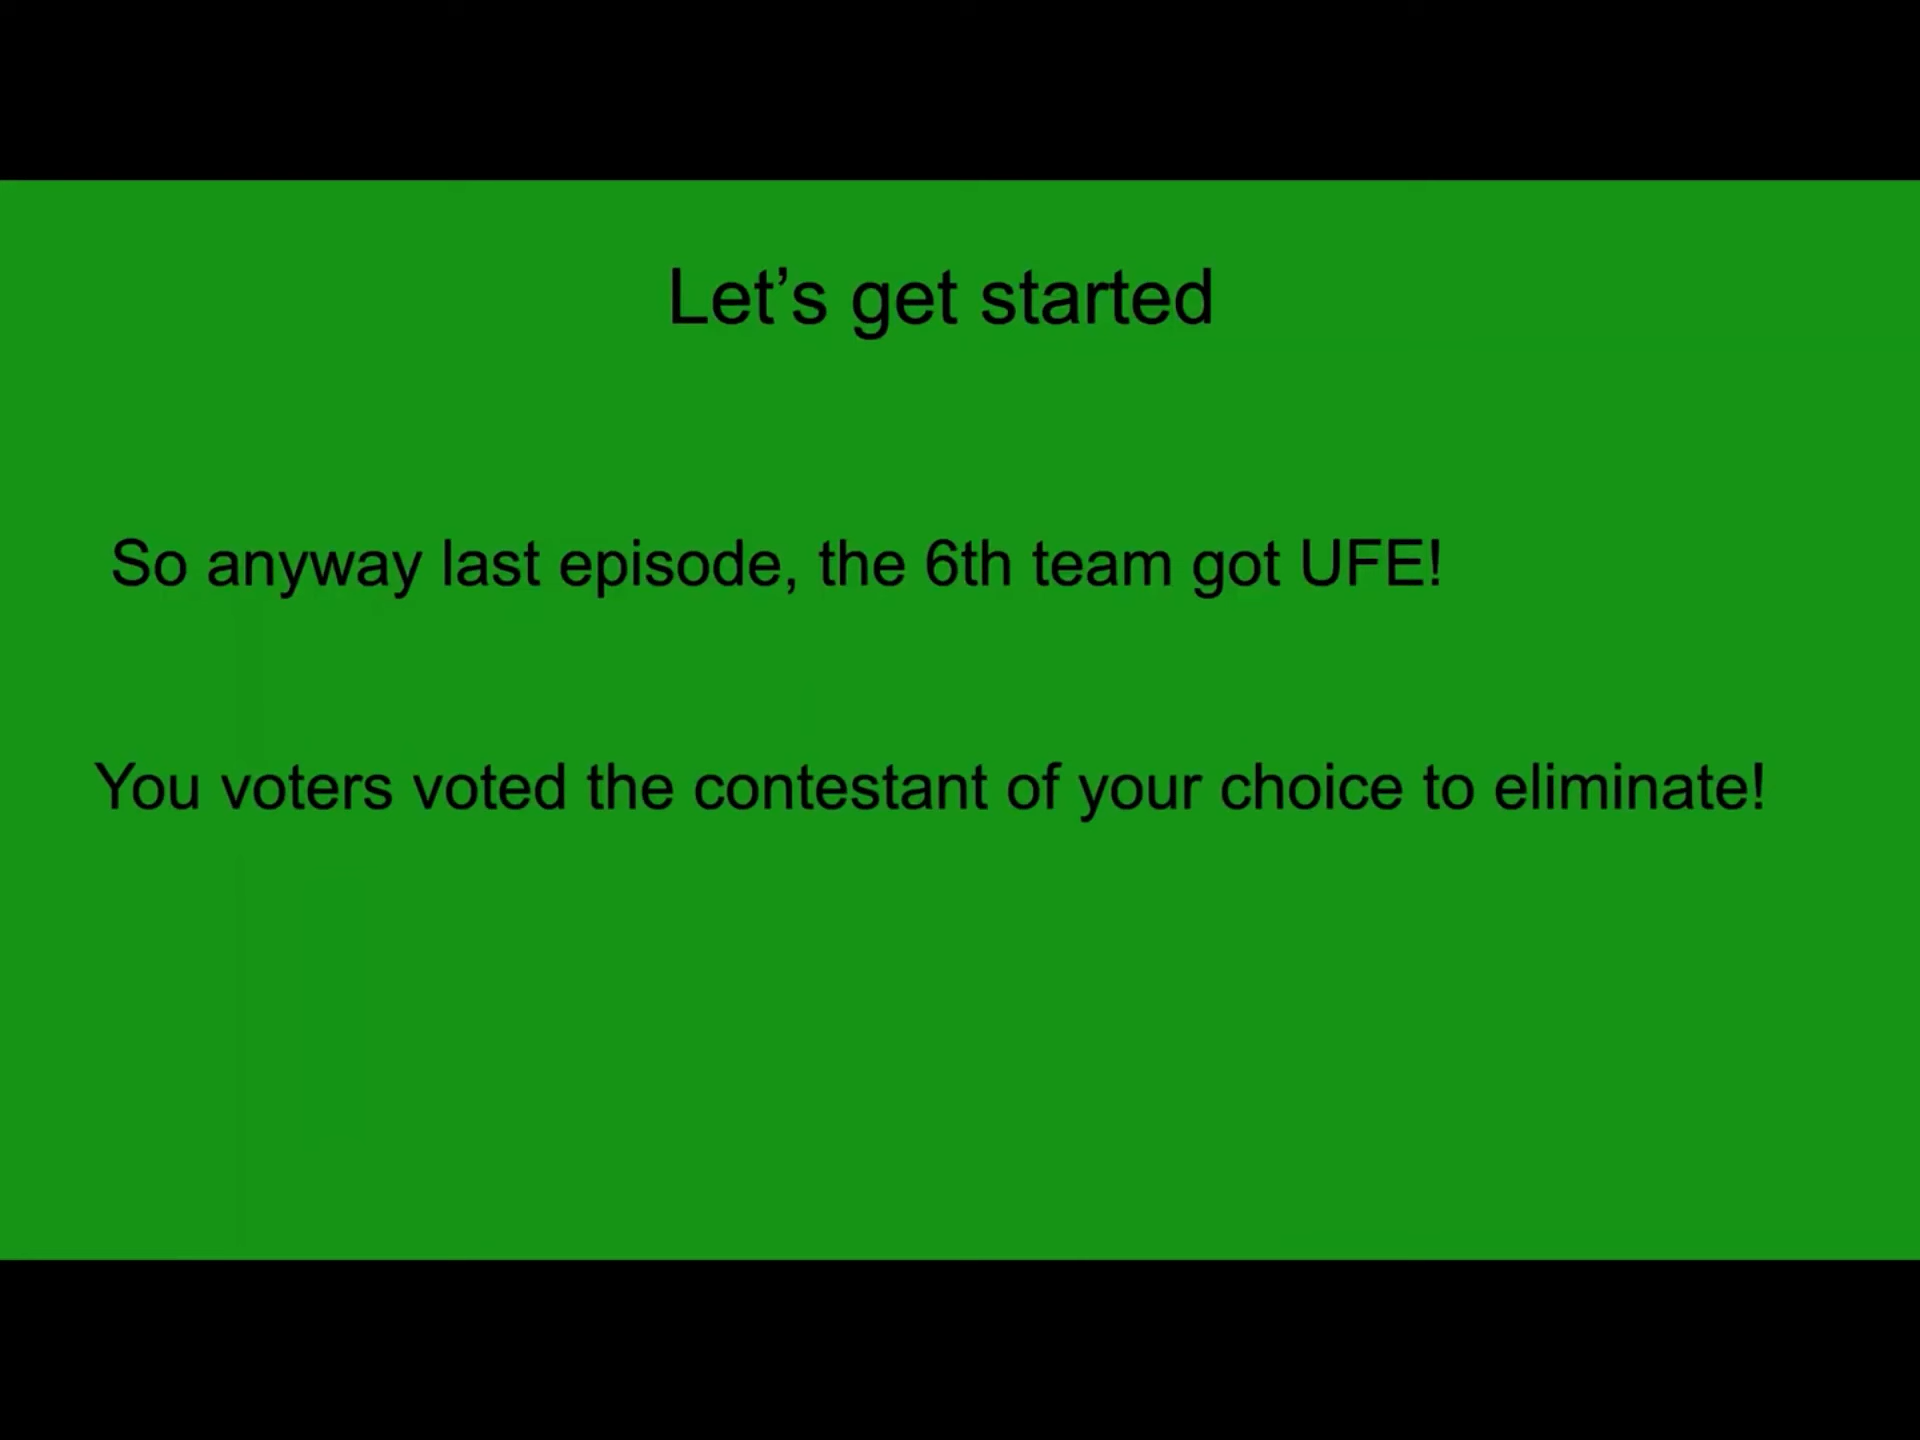 Let’s get started
So anyway last episode, the 6th team got UFE!
You voters voted the contestant of your choice to eliminate!